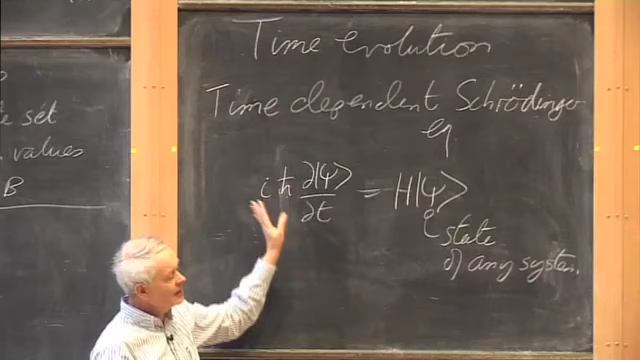 e set
values
B
Time evolution
Time dependent Schrödinger
eq
iħ ∂|Ψ> / ∂t = H|Ψ>
state
of any system.